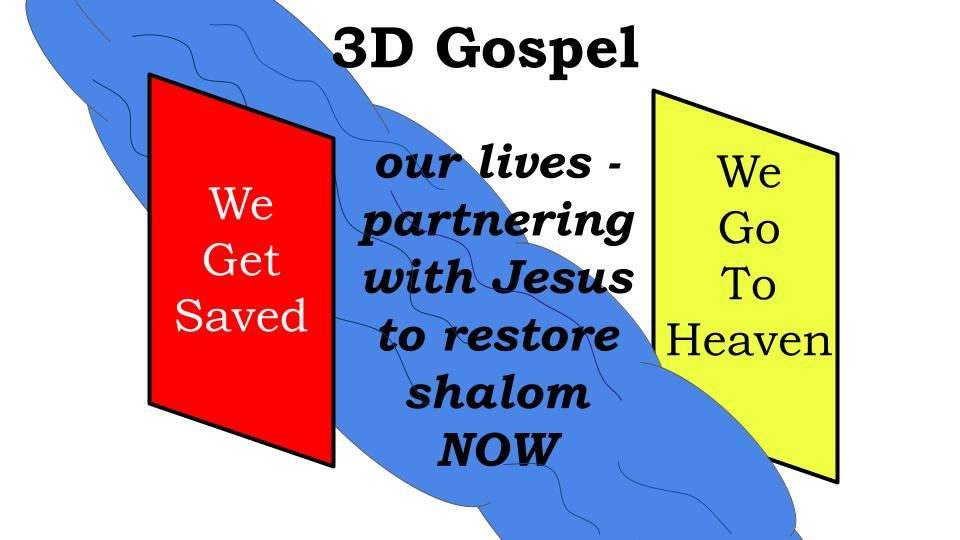 3D Gospel
We
Get
Saved
our lives -
partnering
with Jesus
to restore
shalom
NOW
We
Go
To
Heaven